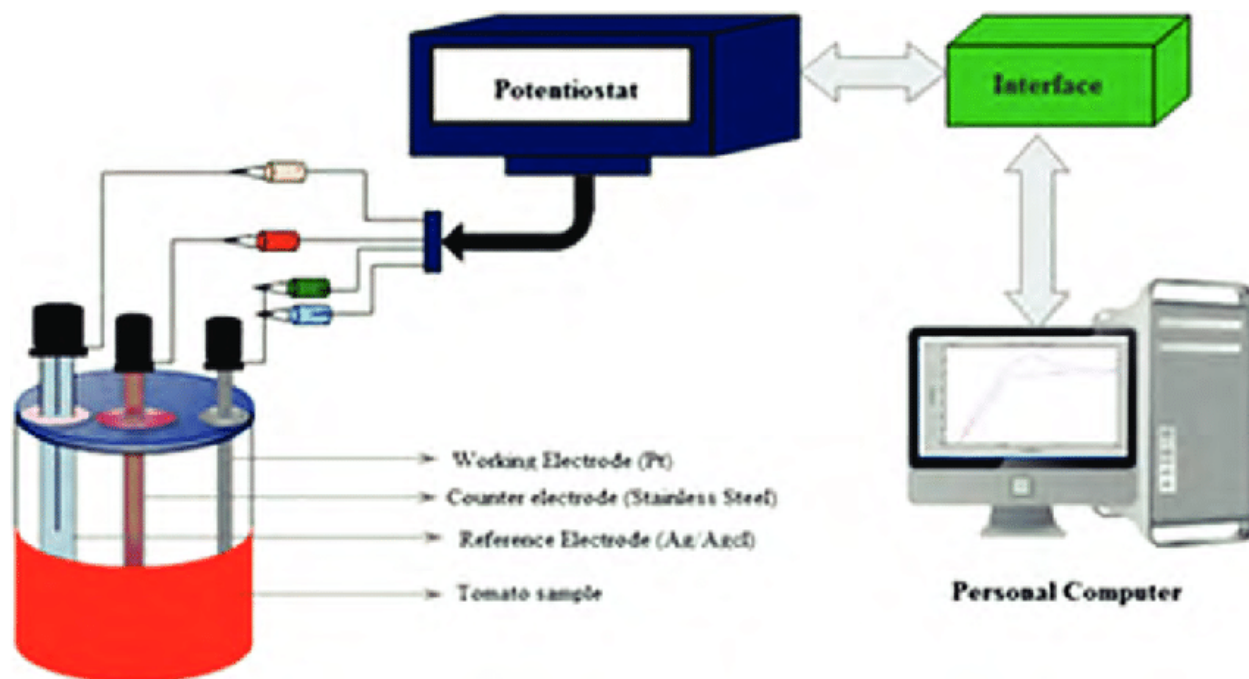 Potentiostat
Interface
Working Electrode (Pt)
Counter electrode (Stainless Steel)
Reference Electrode (Ag/Agcl)
Tomato sample
Personal Computer